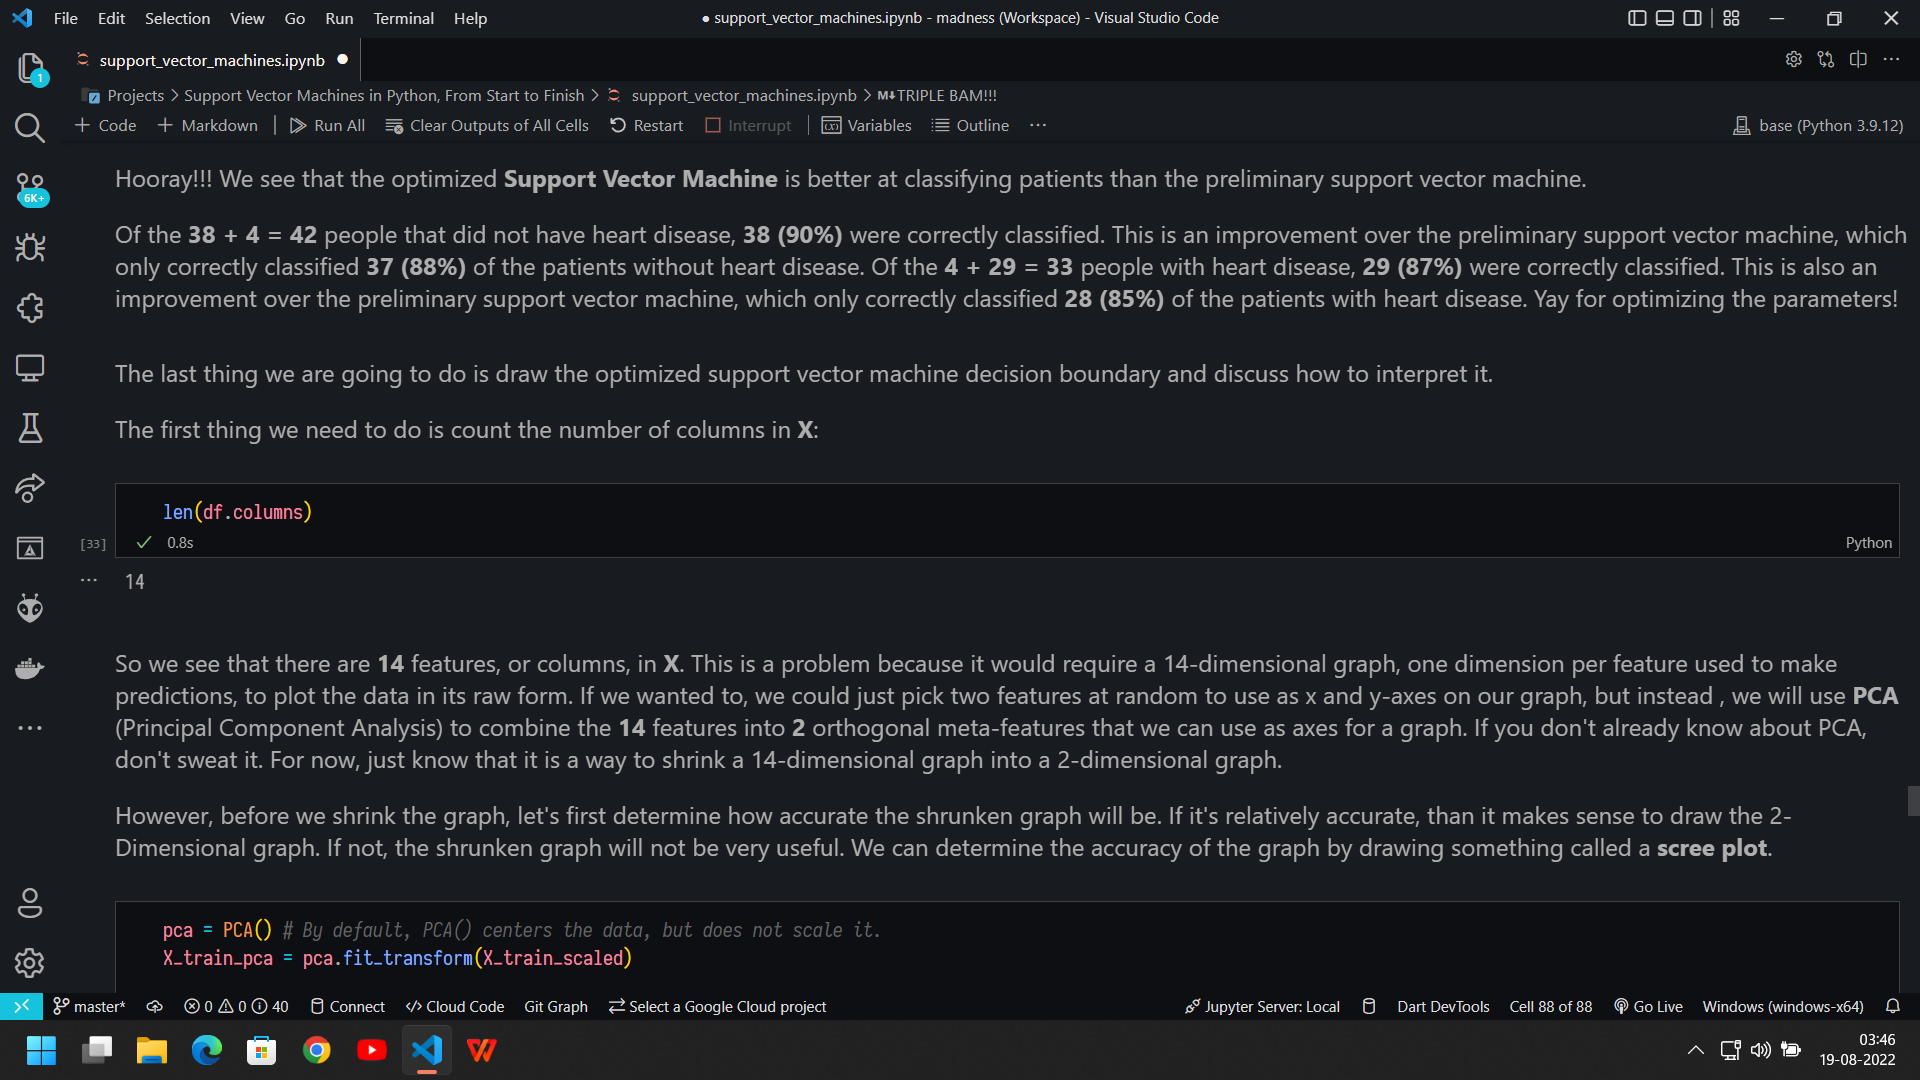 File Edit Selection View Go Run Terminal Help
● support_vector_machines.ipynb - madness (Workspace) - Visual Studio Code
support_vector_machines.ipynb ●
Projects > Support Vector Machines in Python, From Start to Finish > support_vector_machines.ipynb > M↓TRIPLE BAM!!!
+ Code + Markdown | Run All Clear Outputs of All Cells Restart Interrupt | Variables Outline ···
base (Python 3.9.12)
1
6K+
Hooray!!! We see that the optimized Support Vector Machine is better at classifying patients than the preliminary support vector machine.
Of the 38 + 4 = 42 people that did not have heart disease, 38 (90%) were correctly classified. This is an improvement over the preliminary support vector machine, which
only correctly classified 37 (88%) of the patients without heart disease. Of the 4 + 29 = 33 people with heart disease, 29 (87%) were correctly classified. This is also an
improvement over the preliminary support vector machine, which only correctly classified 28 (85%) of the patients with heart disease. Yay for optimizing the parameters!
The last thing we are going to do is draw the optimized support vector machine decision boundary and discuss how to interpret it.
The first thing we need to do is count the number of columns in X:
len(df.columns)
[33] ✓ 0.8s
Python
··· 14
So we see that there are 14 features, or columns, in X. This is a problem because it would require a 14-dimensional graph, one dimension per feature used to make
predictions, to plot the data in its raw form. If we wanted to, we could just pick two features at random to use as x and y-axes on our graph, but instead , we will use PCA
(Principal Component Analysis) to combine the 14 features into 2 orthogonal meta-features that we can use as axes for a graph. If you don't already know about PCA,
don't sweat it. For now, just know that it is a way to shrink a 14-dimensional graph into a 2-dimensional graph.
However, before we shrink the graph, let's first determine how accurate the shrunken graph will be. If it's relatively accurate, than it makes sense to draw the 2-
Dimensional graph. If not, the shrunken graph will not be very useful. We can determine the accuracy of the graph by drawing something called a scree plot.
pca = PCA() # By default, PCA() centers the data, but does not scale it.
X_train_pca = pca.fit_transform(X_train_scaled)
master* 0 0 40 Connect Cloud Code Git Graph Select a Google Cloud project
Jupyter Server: Local Dart DevTools Cell 88 of 88 Go Live Windows (windows-x64)
03:46
19-08-2022